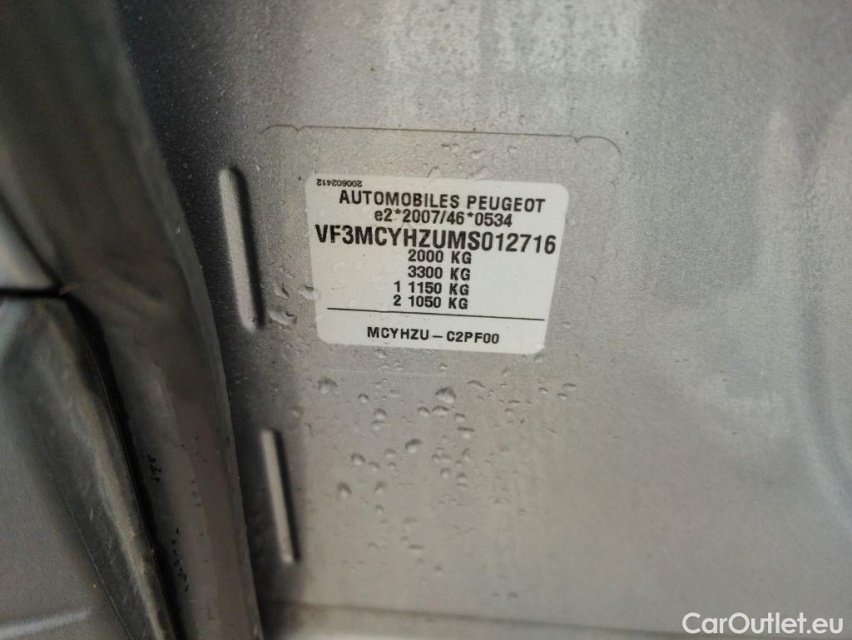 200602412
AUTOMOBILES PEUGEOT
e2*2007/46*0534
VF3MCYHZUMS012716
2000 KG
3300 KG
1 1150 KG
2 1050 KG
MCYHZU-C2PF00
CarOutlet.eu